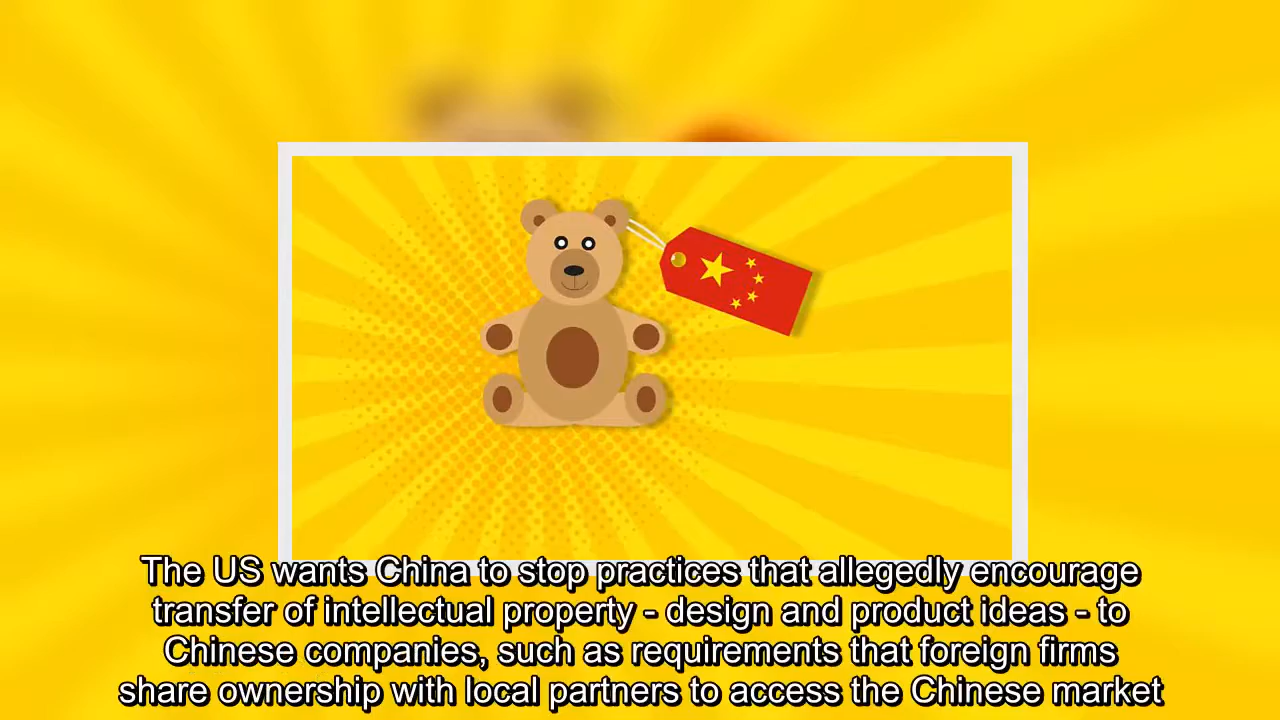 The US wants China to stop practices that allegedly encourage
transfer of intellectual property - design and product ideas - to
Chinese companies, such as requirements that foreign firms
share ownership with local partners to access the Chinese market